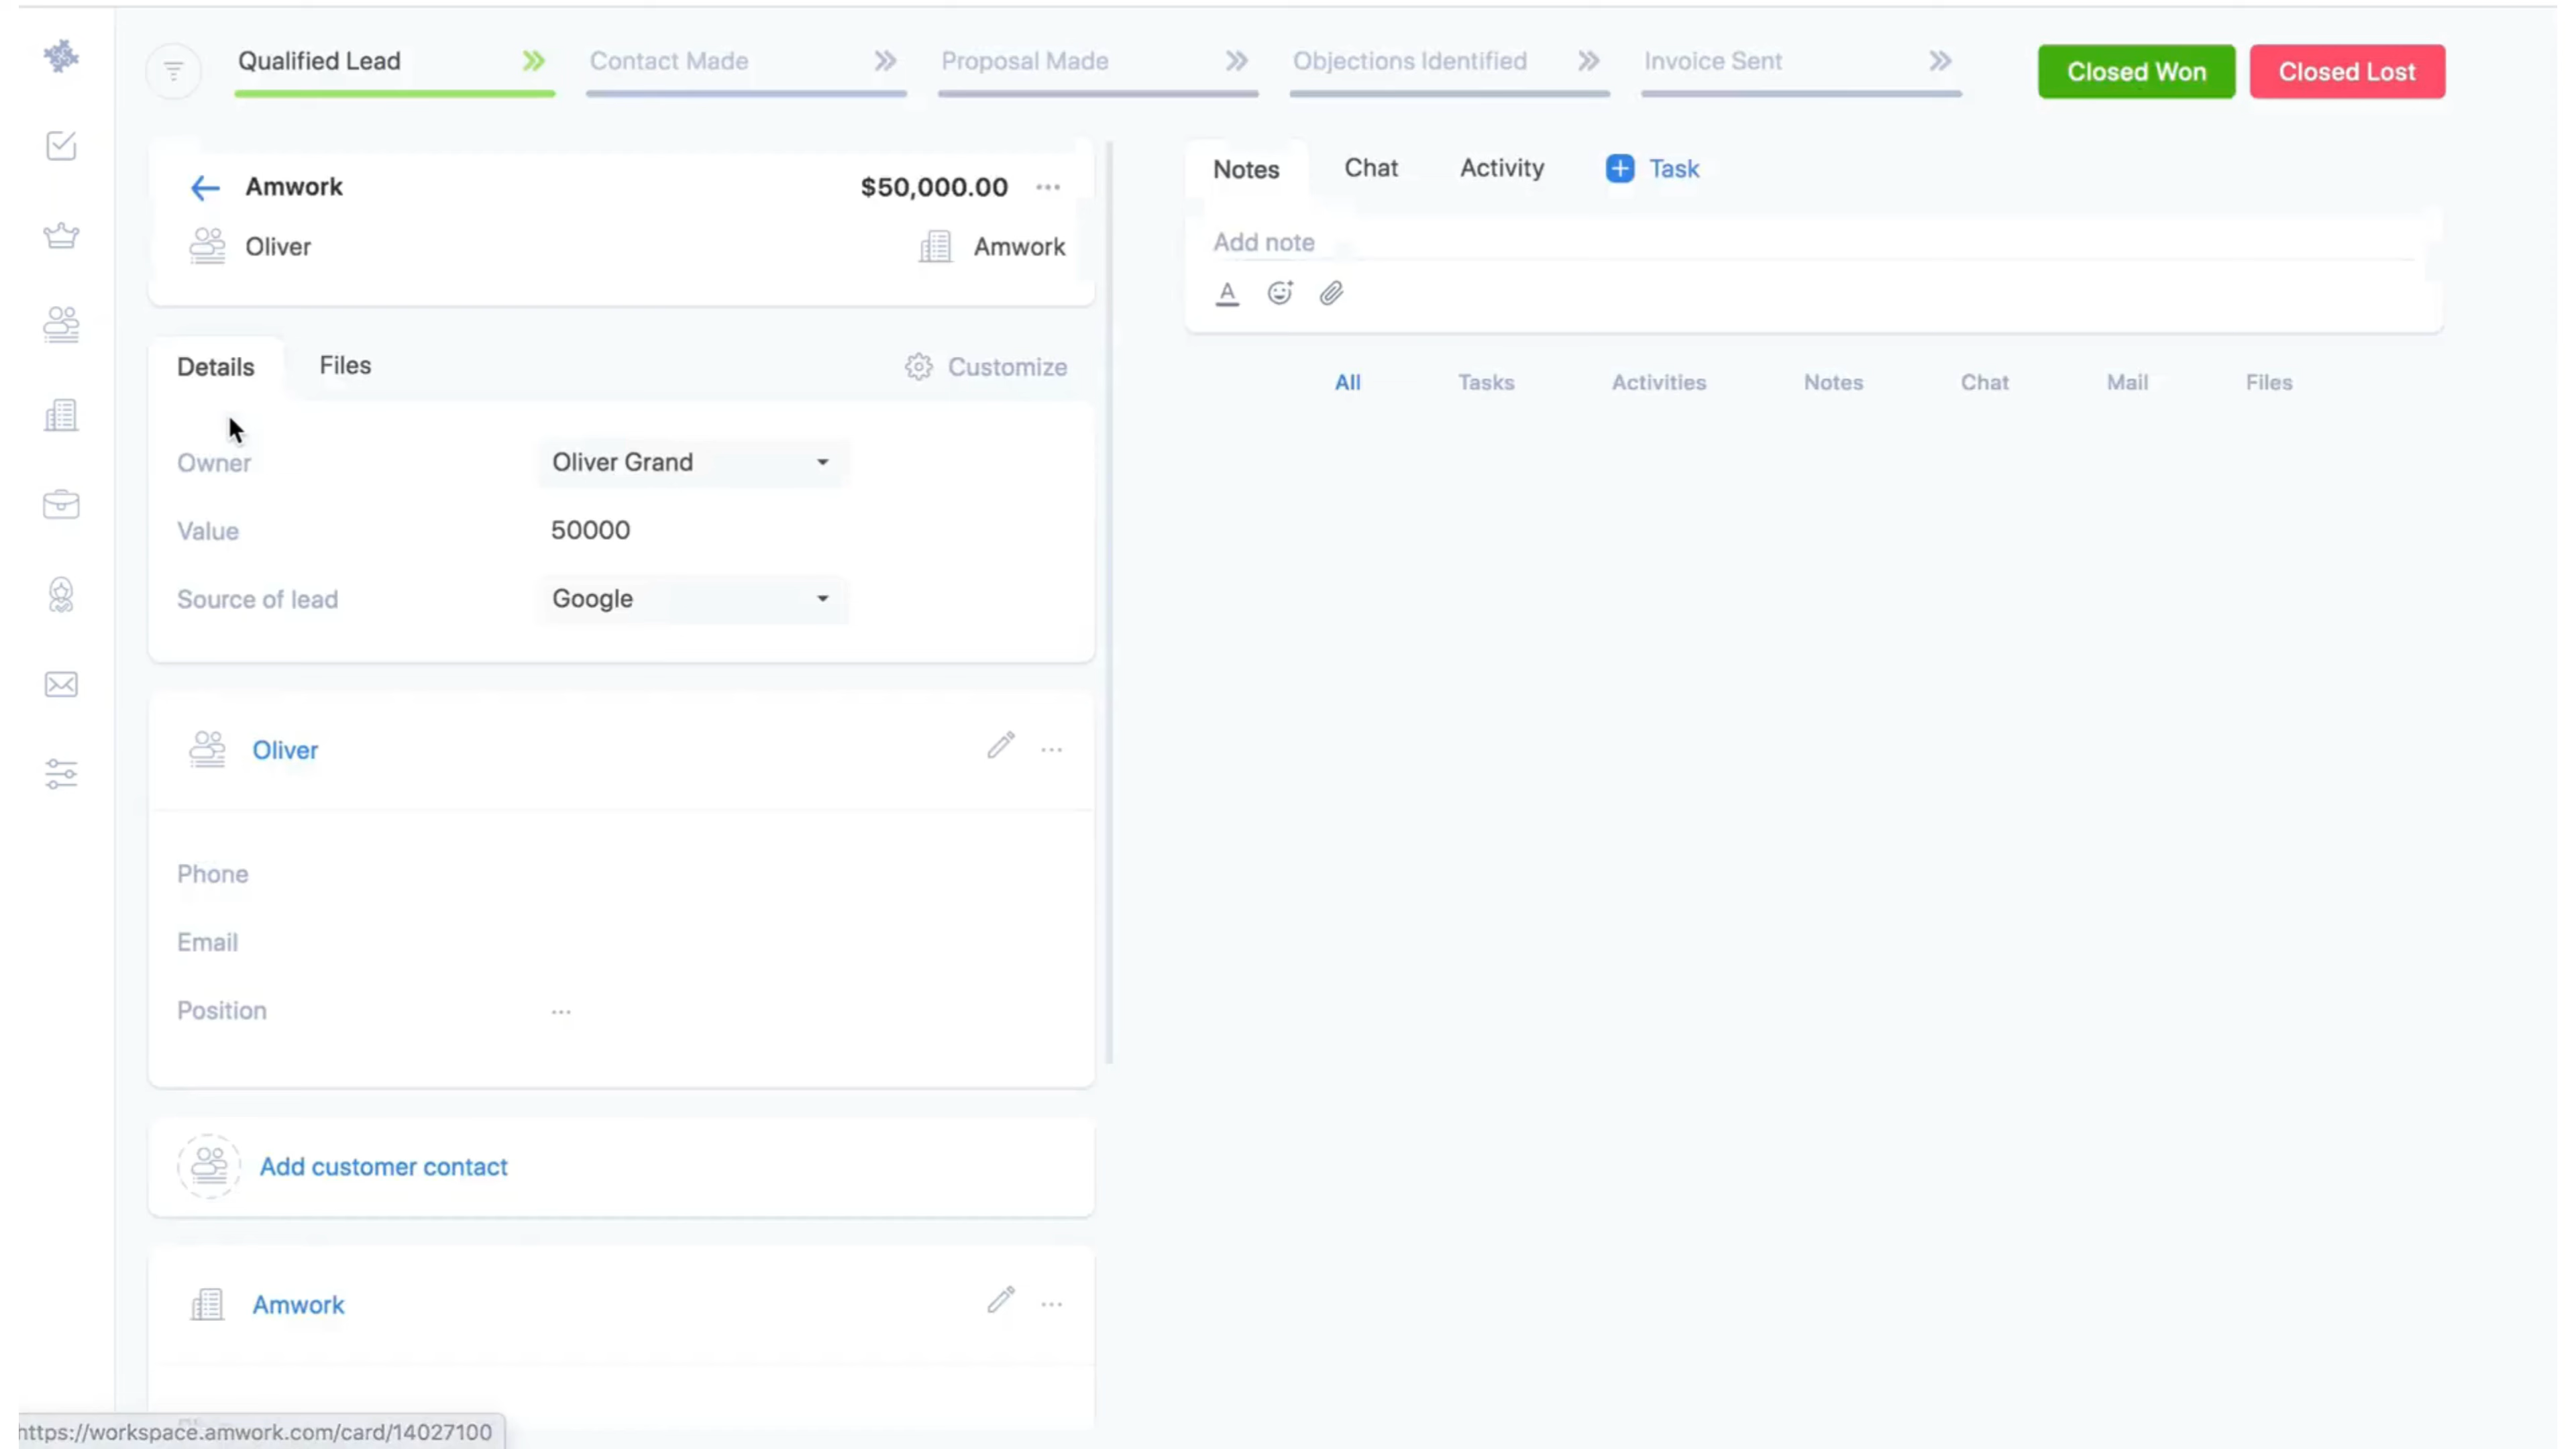 Qualified Lead
Contact Made
Proposal Made
Objections Identified
Invoice Sent
Closed Won
Closed Lost
Amwork
$50,000.00
Oliver
Amwork
Details
Files
Customize
Owner
Oliver Grand
Value
50000
Source of lead
Google
Oliver
Phone
Email
Position
...
Add customer contact
Amwork
Notes
Chat
Activity
Task
Add note
All
Tasks
Activities
Notes
Chat
Mail
Files
https://workspace.amwork.com/card/14027100